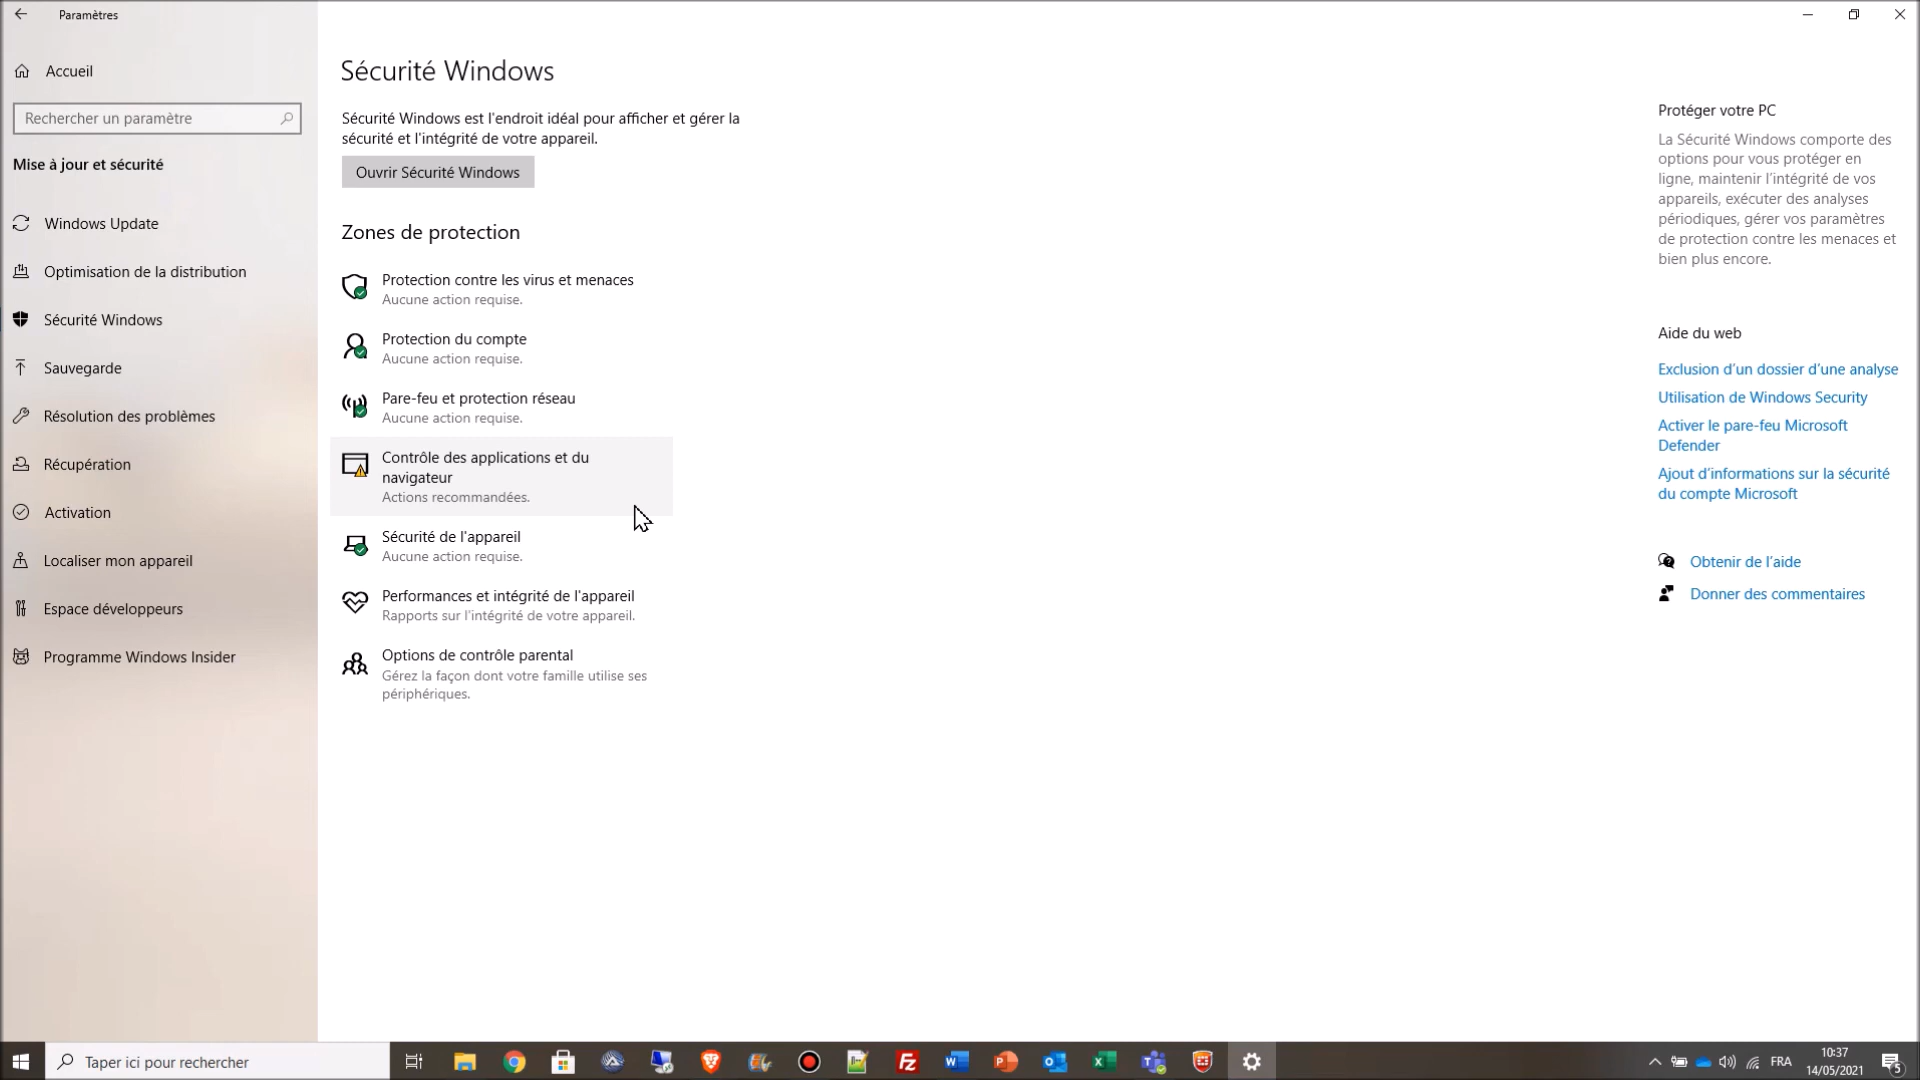 Paramètres
Accueil
Rechercher un paramètre
Mise à jour et sécurité
Windows Update
Optimisation de la distribution
Sécurité Windows
Sauvegarde
Résolution des problèmes
Récupération
Activation
Localiser mon appareil
Espace développeurs
Programme Windows Insider
Sécurité Windows
Sécurité Windows est l'endroit idéal pour afficher et gérer la
sécurité et l'intégrité de votre appareil.
Ouvrir Sécurité Windows
Zones de protection
Protection contre les virus et menaces
Aucune action requise.
Protection du compte
Aucune action requise.
Pare-feu et protection réseau
Aucune action requise.
Contrôle des applications et du
navigateur
Actions recommandées.
Sécurité de l'appareil
Aucune action requise.
Performances et intégrité de l'appareil
Rapports sur l'intégrité de votre appareil.
Options de contrôle parental
Gérez la façon dont votre famille utilise ses
périphériques.
Protéger votre PC
La Sécurité Windows comporte des
options pour vous protéger en
ligne, maintenir l'intégrité de vos
appareils, exécuter des analyses
périodiques, gérer vos paramètres
de protection contre les menaces et
bien plus encore.
Aide du web
Exclusion d'un dossier d'une analyse
Utilisation de Windows Security
Activer le pare-feu Microsoft
Defender
Ajout d'informations sur la sécurité
du compte Microsoft
Obtenir de l'aide
Donner des commentaires
Taper ici pour rechercher
FRA
10:37
14/05/2021
5